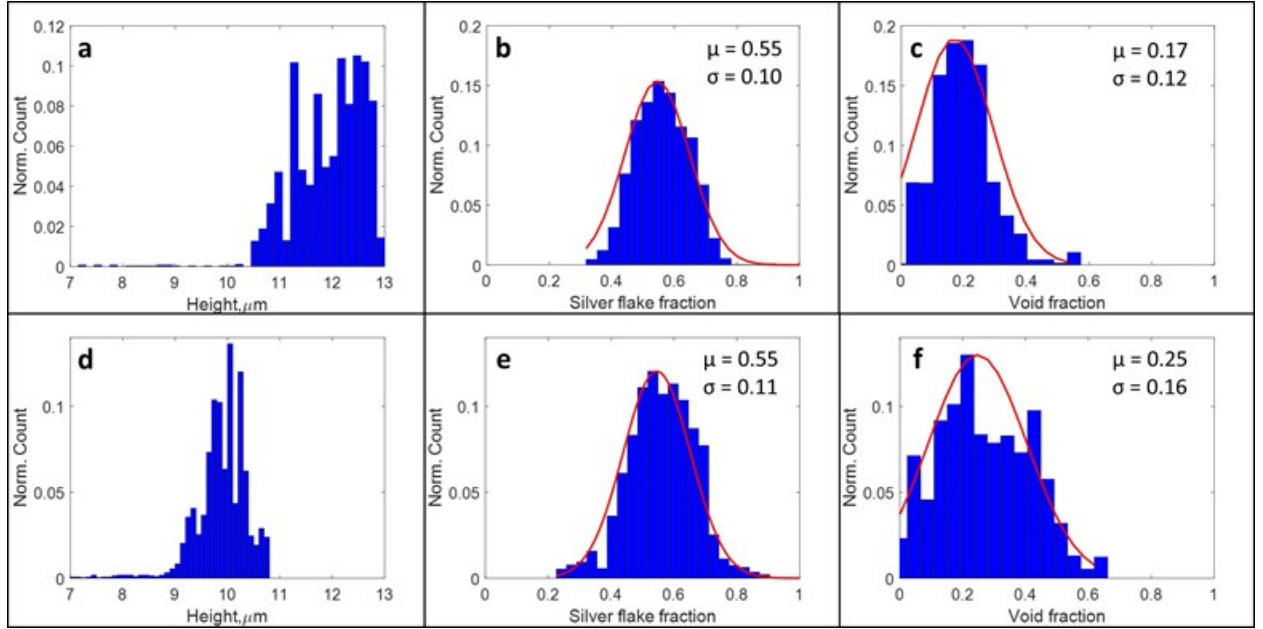 a
0.12
0.1
0.08
0.06
0.04
0.02
0
Norm. Count
7 8 9 10 11 12 13
Height,μm
b
μ = 0.55
σ = 0.10
0.2
0.15
0.1
0.05
0
Norm. Count
0 0.2 0.4 0.6 0.8 1
Silver flake fraction
c
μ = 0.17
σ = 0.12
0.2
0.15
0.1
0.05
0
Norm. Count
0 0.2 0.4 0.6 0.8 1
Void fraction
d
0.1
0.05
0
Norm. Count
7 8 9 10 11 12 13
Height,μm
e
μ = 0.55
σ = 0.11
0.1
0.05
0
Norm. Count
0 0.2 0.4 0.6 0.8 1
Silver flake fraction
f
μ = 0.25
σ = 0.16
0.1
0.05
0
Norm. Count
0 0.2 0.4 0.6 0.8 1
Void fraction